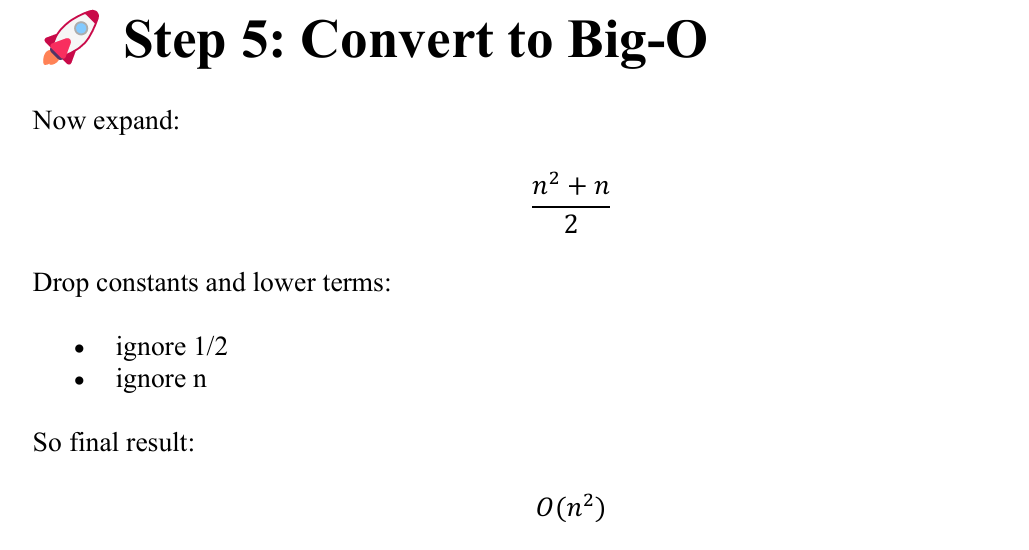 🚀 Step 5: Convert to Big-O
Now expand:
n² + n
2
Drop constants and lower terms:
• ignore 1/2
• ignore n
So final result:
O(n²)